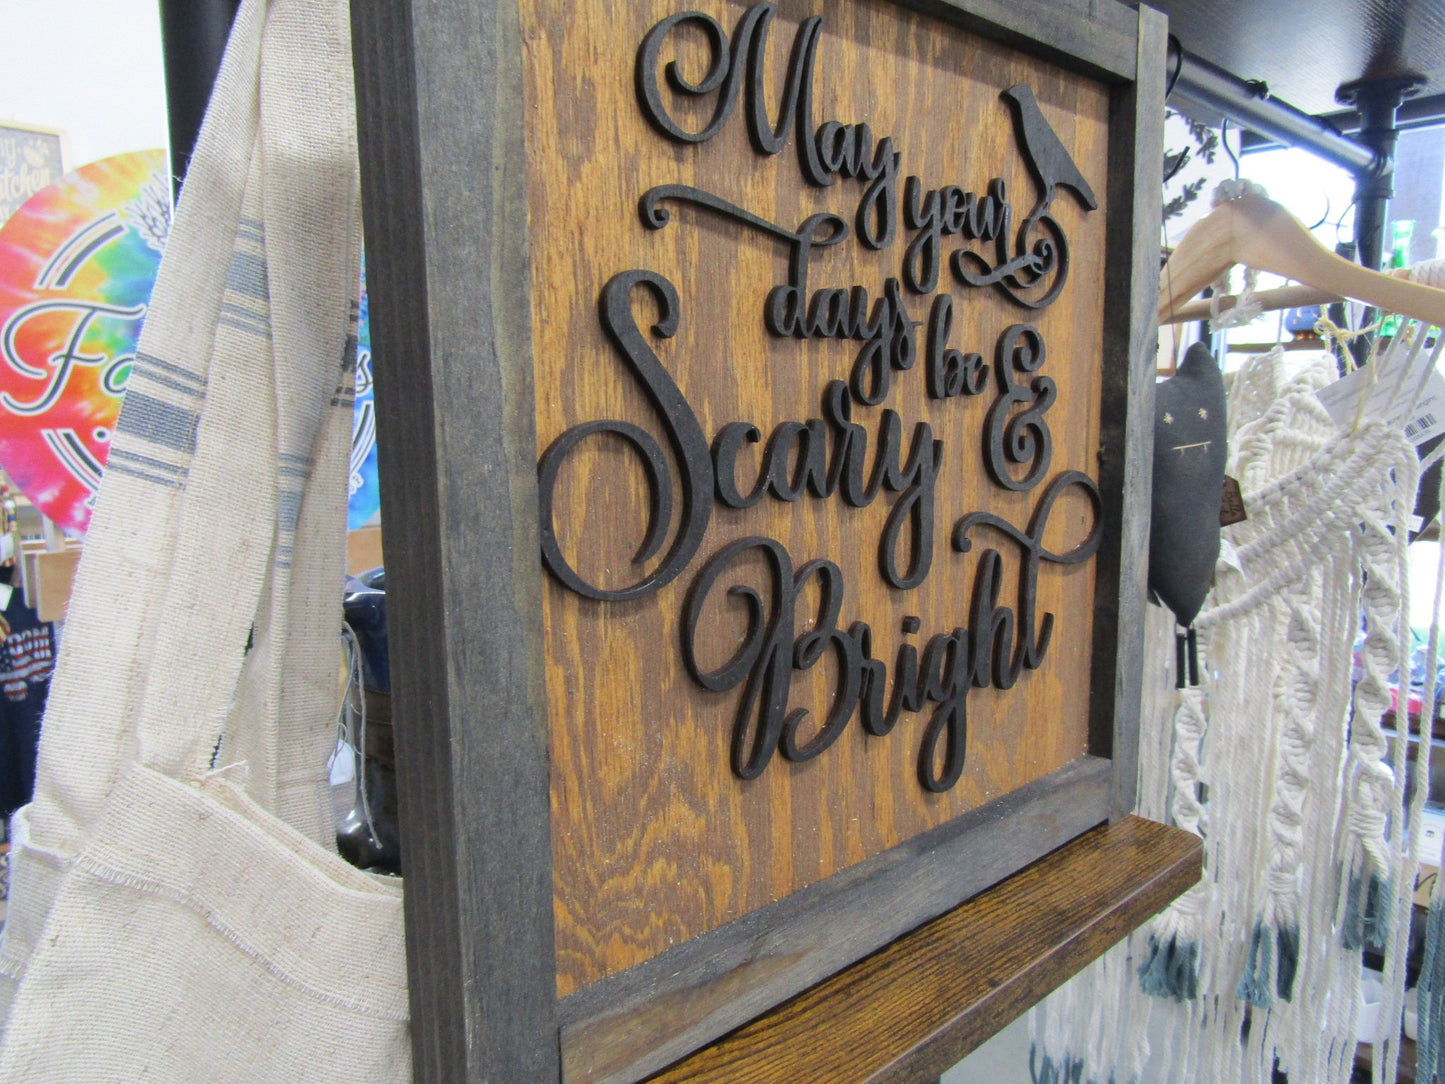 May your
days be
Scary &
Bright